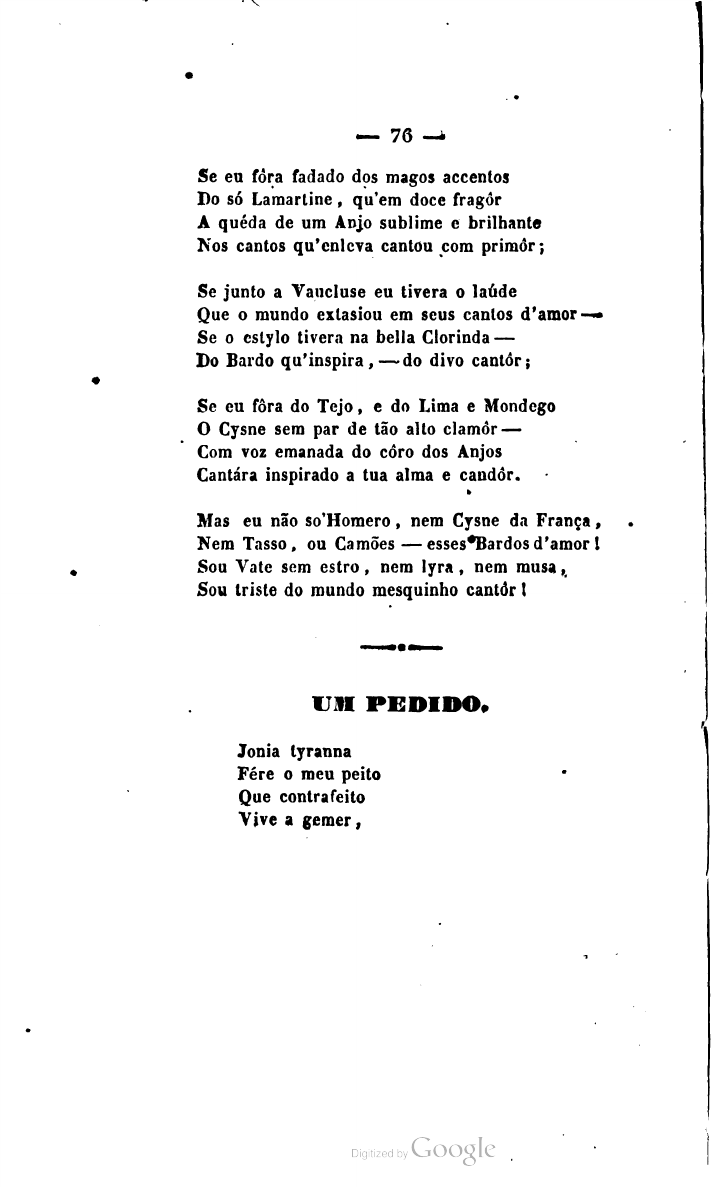 — 76 —
Se eu fôra fadado dos magos accentos
Do só Lamartine, qu'em doce fragôr
A quéda de um Anjo sublime e brilhante
Nos cantos qu'enleva cantou com primôr;
Se junto a Vaucluse eu tivera o laúde
Que o mundo extasiou em seus cantos d'amor —
Se o estylo tivera na bella Clorinda —
Do Bardo qu'inspira, — do divo cantôr;
Se eu fôra do Tejo, e do Lima e Mondego
O Cysne sem par de tão alto clamôr —
Com voz emanada do côro dos Anjos
Cantára inspirado a tua alma e candôr.
Mas eu não so'Homero, nem Cysne da França,
Nem Tasso, ou Camões — esses Bardos d'amor!
Sou Vate sem estro, nem lyra, nem musa,
Sou triste do mundo mesquinho cantôr!
UM PEDIDO.
Jonia tyranna
Fére o meu peito
Que contrafeito
Vive a gemer,
Digitized by Google